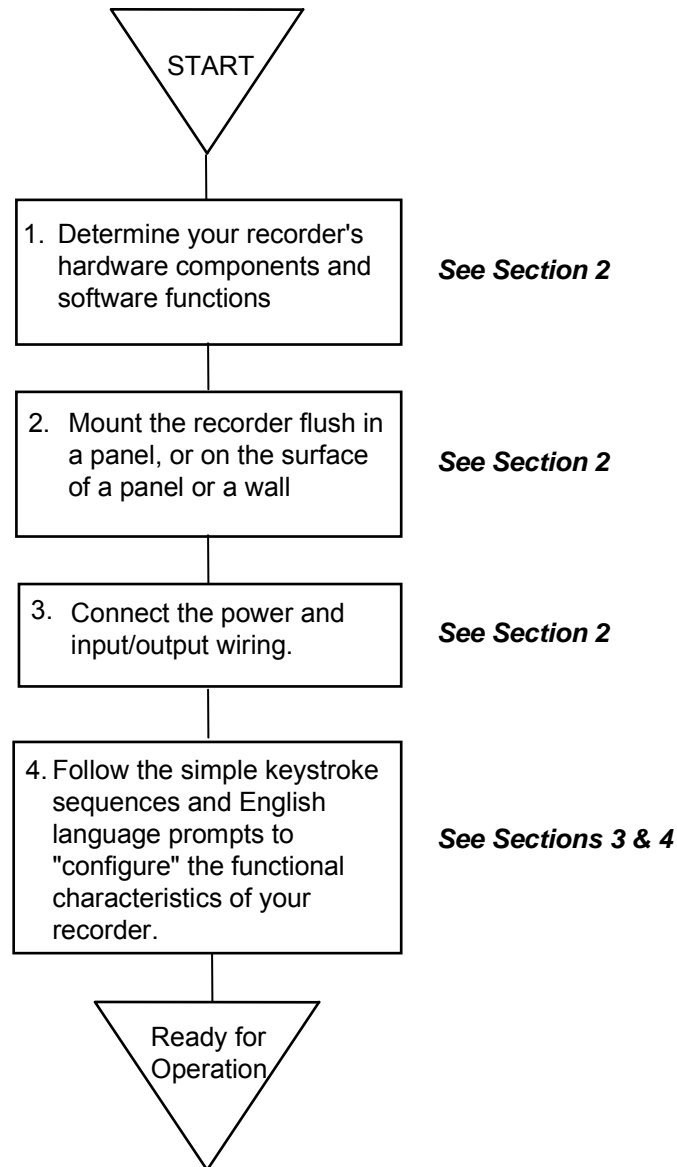 START
1. Determine your recorder's
hardware components and
software functions
See Section 2
2. Mount the recorder flush in
a panel, or on the surface
of a panel or a wall
See Section 2
3. Connect the power and
input/output wiring.
See Section 2
4. Follow the simple keystroke
sequences and English
language prompts to
"configure" the functional
characteristics of your
recorder.
See Sections 3 & 4
Ready for
Operation